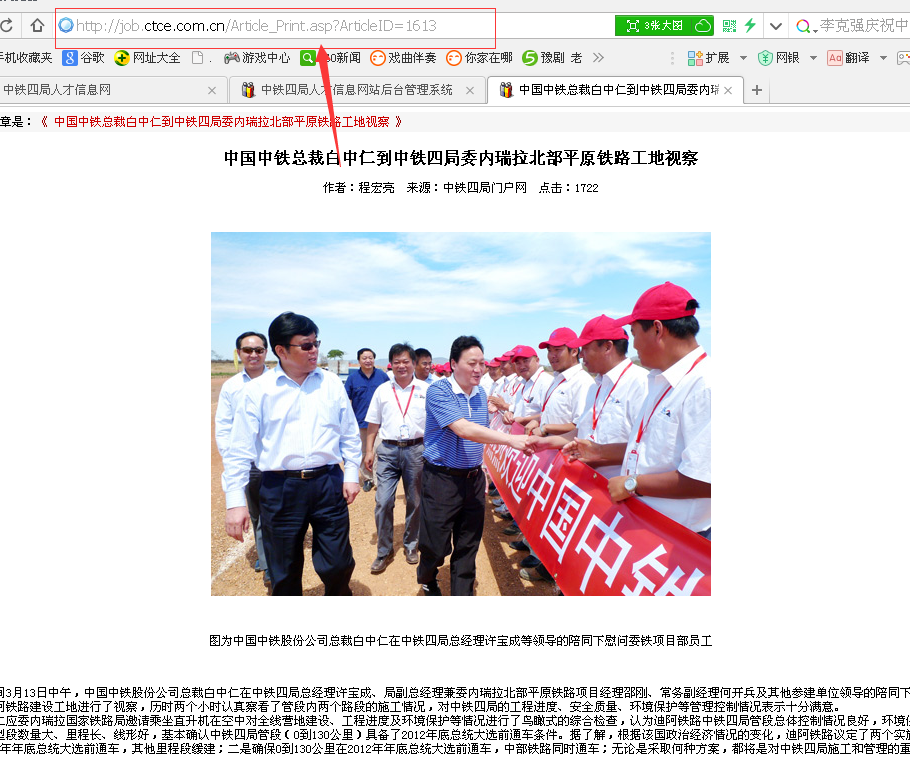 http://job.ctce.com.cn/Article_Print.asp?ArticleID=1613
3张大图
李克强庆祝中
手机收藏夹 谷歌 网址大全 游戏中心 新闻 戏曲伴奏 你家在哪 豫剧 老 扩展 网银 翻译
中铁四局人才信息网
中铁四局人才信息网站后台管理系统
中国中铁总裁白中仁到中铁四局委内瑞
章是:《 中国中铁总裁白中仁到中铁四局委内瑞拉北部平原铁路工地视察 》
中国中铁总裁白中仁到中铁四局委内瑞拉北部平原铁路工地视察
作者:程宏亮 来源:中铁四局门户网 点击:1722
欢迎中国中铁
图为中国中铁股份公司总裁白中仁在中铁四局总经理许宝成等领导的陪同下慰问委铁项目部员工
间3月13日中午,中国中铁股份公司总裁白中仁在中铁四局总经理许宝成、局副总经理兼委内瑞拉北部平原铁路项目经理邵刚、常务副经理何开兵及其他参建单位领导的陪同下
阿铁路建设工地进行了视察,历时两个小时认真察看了管段内两个路段的施工情况,对中铁四局的工程进度、安全质量、环境保护等管理控制情况表示十分满意。
仁应委内瑞拉国家铁路局邀请乘坐直升机在空中对全线营地建设、工程进度及环境保护等情况进行了鸟瞰式的综合检查,认为迪阿铁路中铁四局管段总体控制情况良好,环境保
型段数量大、里程长、线形好,基本确认中铁四局管段(0到130公里)具备了2012年底总统大选前通车条件。据了解,根据该国政治经济情况的变化,迪阿铁路议定了两个实施
年年底总统大选前通车,其他里程段缓建;二是确保0到130公里在2012年年底总统大选前通车,中部铁路同时通车;无论是采取何种方案,都将是对中铁四局施工和管理的重